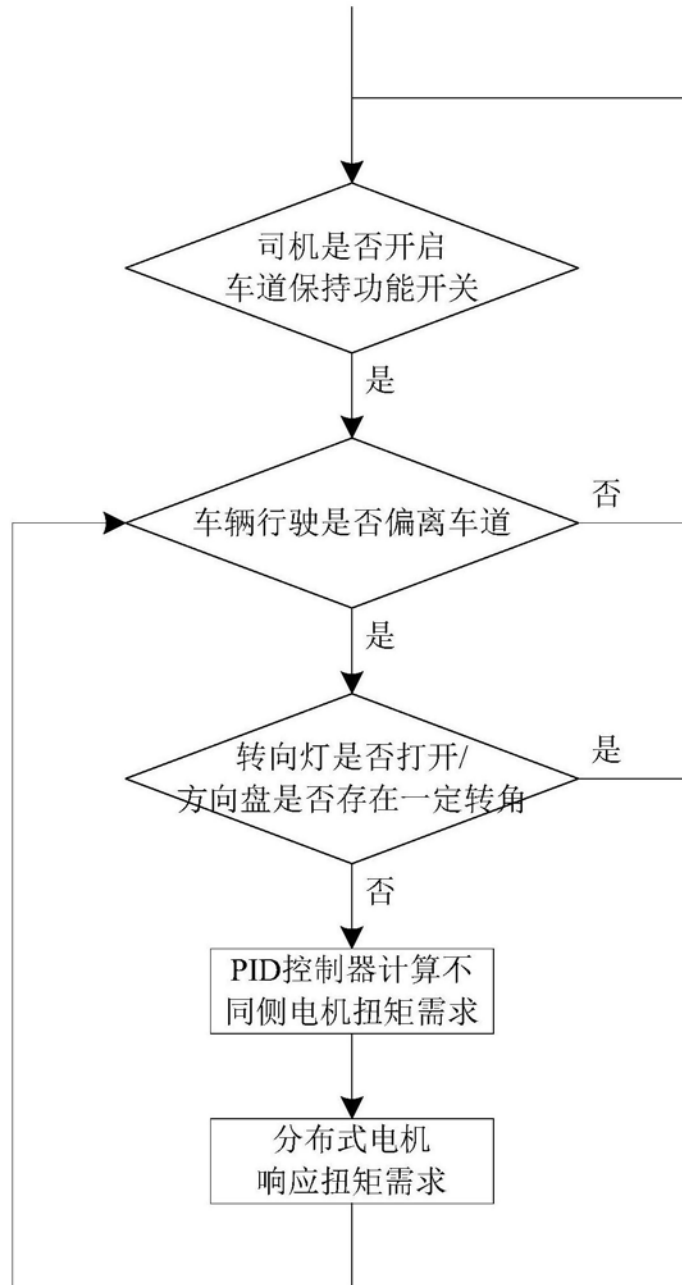 司机是否开启
车道保持功能开关
是
否
车辆行驶是否偏离车道
是
转向灯是否打开/
是
方向盘是否存在一定转角
否
PID控制器计算不
同侧电机扭矩需求
分布式电机
响应扭矩需求